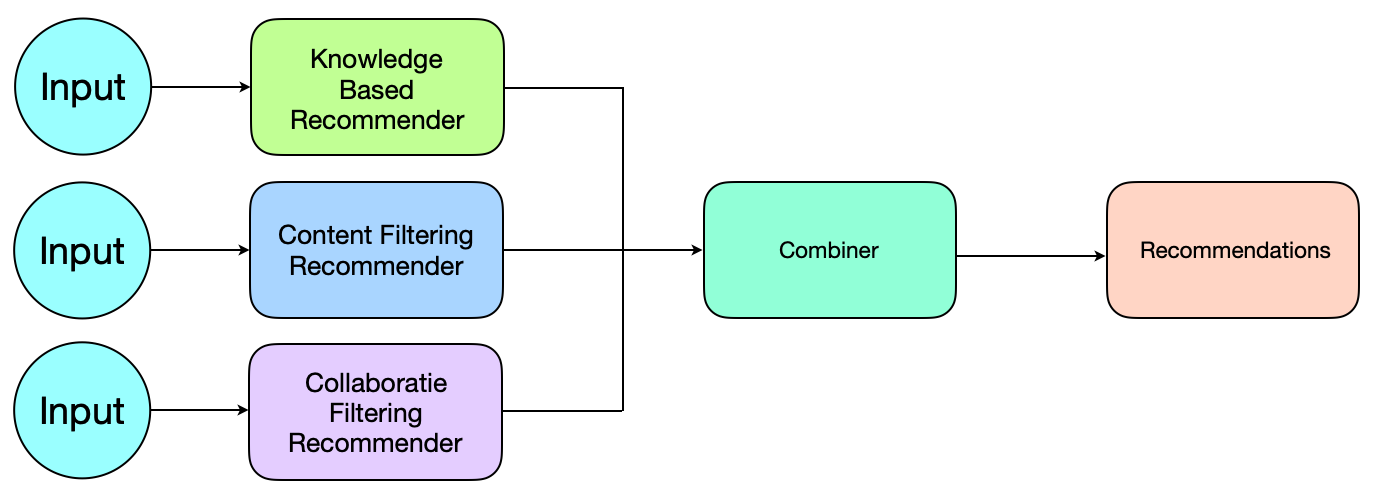 Input
Knowledge
Based
Recommender
Input
Content Filtering
Recommender
Combiner
Recommendations
Input
Collaboratie
Filtering
Recommender